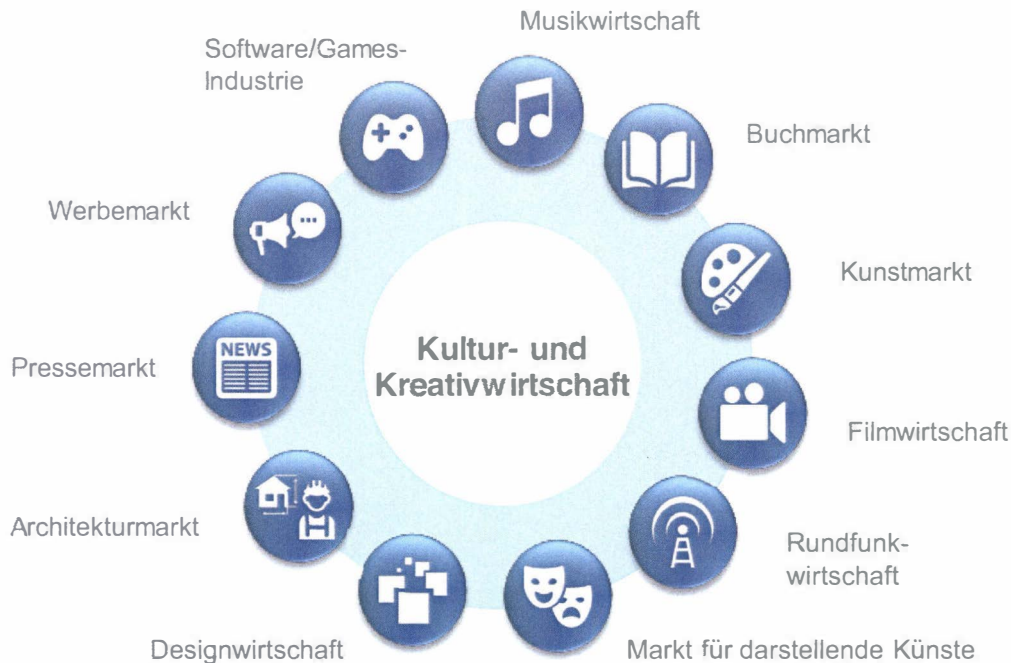 Musikwirtschaft
Software/Games-
Industrie
Buchmarkt
Werbemarkt
Kunstmarkt
NEWS
Pressemarkt
Kultur- und
Kreativwirtschaft
Filmwirtschaft
Architekturmarkt
Rundfunk-
wirtschaft
Designwirtschaft
Markt für darstellende Künste